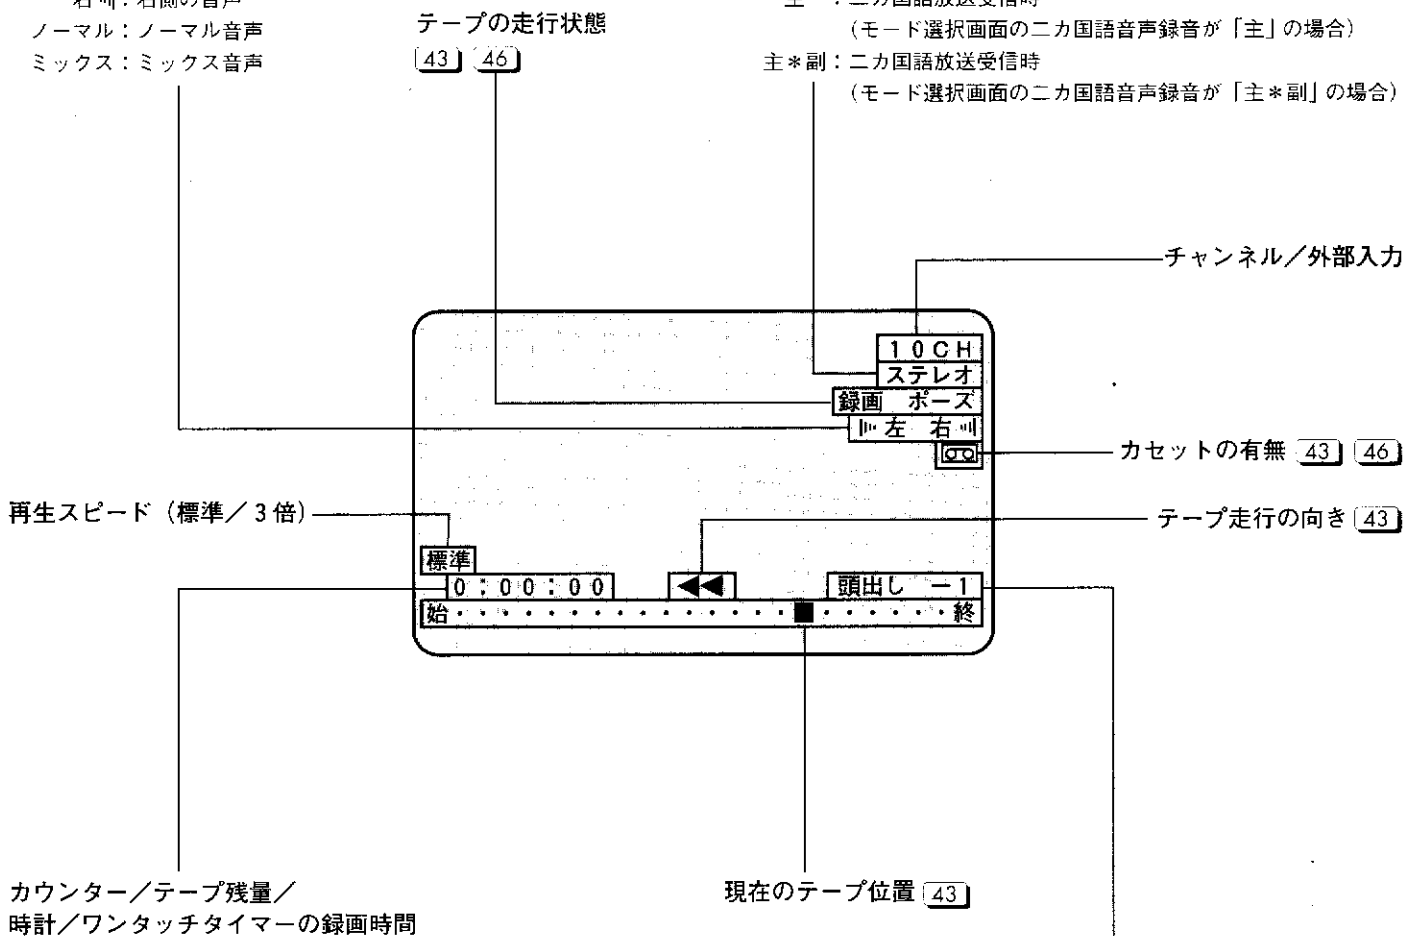 ノーマル：ノーマル音声
ミックス：ミックス音声
テープの走行状態
43 46
(モード選択画面の二カ国語音声録音が「主」の場合)
主＊副：二カ国語放送受信時
(モード選択画面の二カ国語音声録音が「主＊副」の場合)
チャンネル／外部入力
10CH
ステレオ
録画 ポーズ
左 右
カセットの有無 43 46
再生スピード（標準／3倍）
テープ走行の向き 43
標準
0:00:00
◀◀
頭出し －1
始・・・・・・・・・・・・・・・■・・・・・・終
カウンター／テープ残量／
時計／ワンタッチタイマーの録画時間
現在のテープ位置 43